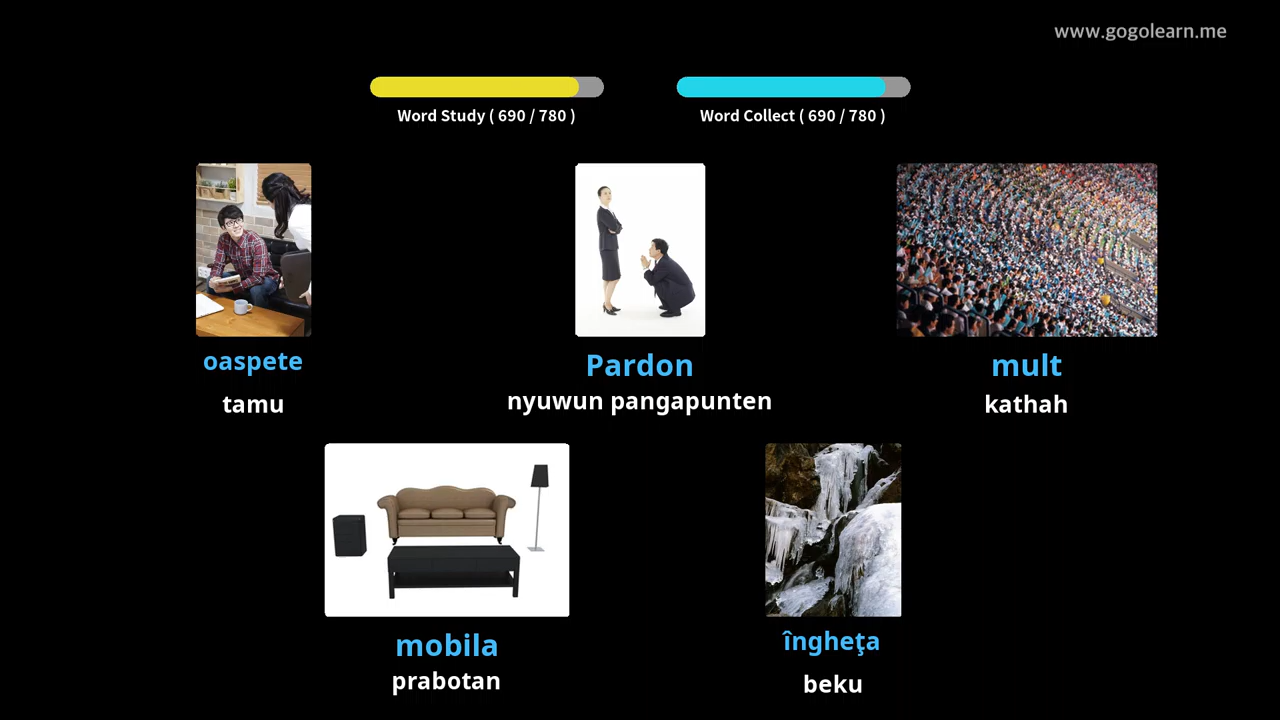 www.gogolearn.me
Word Study ( 690 / 780 )
Word Collect ( 690 / 780 )
oaspete
tamu
Pardon
nyuwun pangapunten
mult
kathah
mobila
prabotan
îngheţa
beku